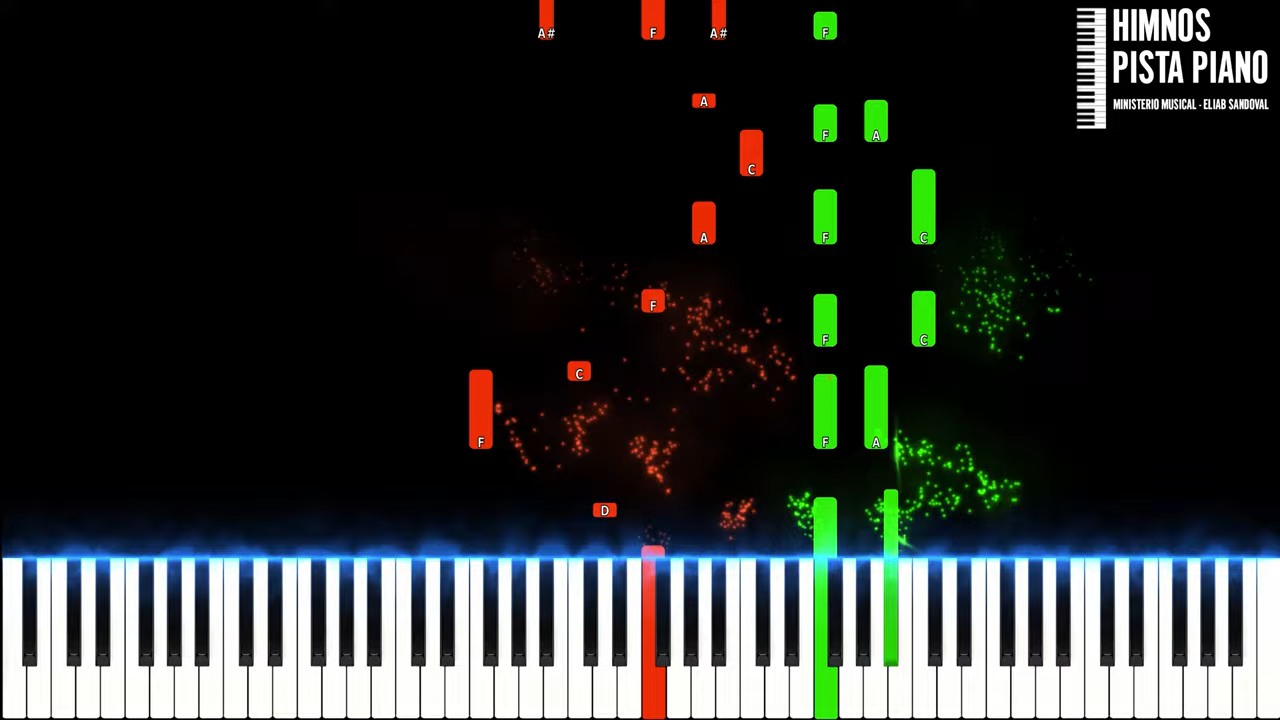 A# F A# F
HIMNOS
PISTA PIANO
MINISTERIO MUSICAL - ELIAB SANDOVAL
A
F A
C
A F C
F
F C
C
F F A
D